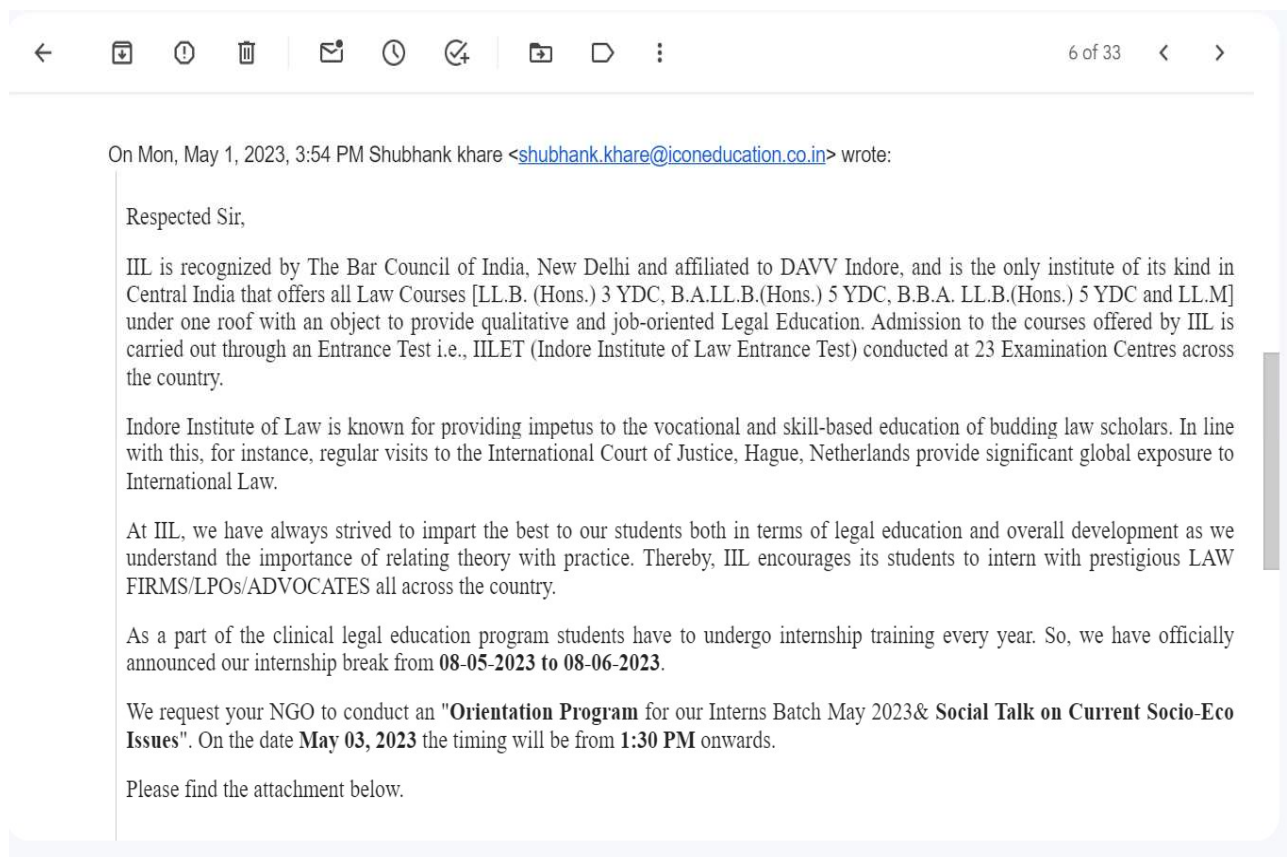 6 of 33
On Mon, May 1, 2023, 3:54 PM Shubhank khare <shubhank.khare@iconeducation.co.in> wrote:
Respected Sir,
IIL is recognized by The Bar Council of India, New Delhi and affiliated to DAVV Indore, and is the only institute of its kind in
Central India that offers all Law Courses [LL.B. (Hons.) 3 YDC, B.A.LL.B.(Hons.) 5 YDC, B.B.A. LL.B.(Hons.) 5 YDC and LL.M]
under one roof with an object to provide qualitative and job-oriented Legal Education. Admission to the courses offered by IIL is
carried out through an Entrance Test i.e., IILET (Indore Institute of Law Entrance Test) conducted at 23 Examination Centres across
the country.
Indore Institute of Law is known for providing impetus to the vocational and skill-based education of budding law scholars. In line
with this, for instance, regular visits to the International Court of Justice, Hague, Netherlands provide significant global exposure to
International Law.
At IIL, we have always strived to impart the best to our students both in terms of legal education and overall development as we
understand the importance of relating theory with practice. Thereby, IIL encourages its students to intern with prestigious LAW
FIRMS/LPOs/ADVOCATES all across the country.
As a part of the clinical legal education program students have to undergo internship training every year. So, we have officially
announced our internship break from 08-05-2023 to 08-06-2023.
We request your NGO to conduct an "Orientation Program for our Interns Batch May 2023& Social Talk on Current Socio-Eco
Issues". On the date May 03, 2023 the timing will be from 1:30 PM onwards.
Please find the attachment below.